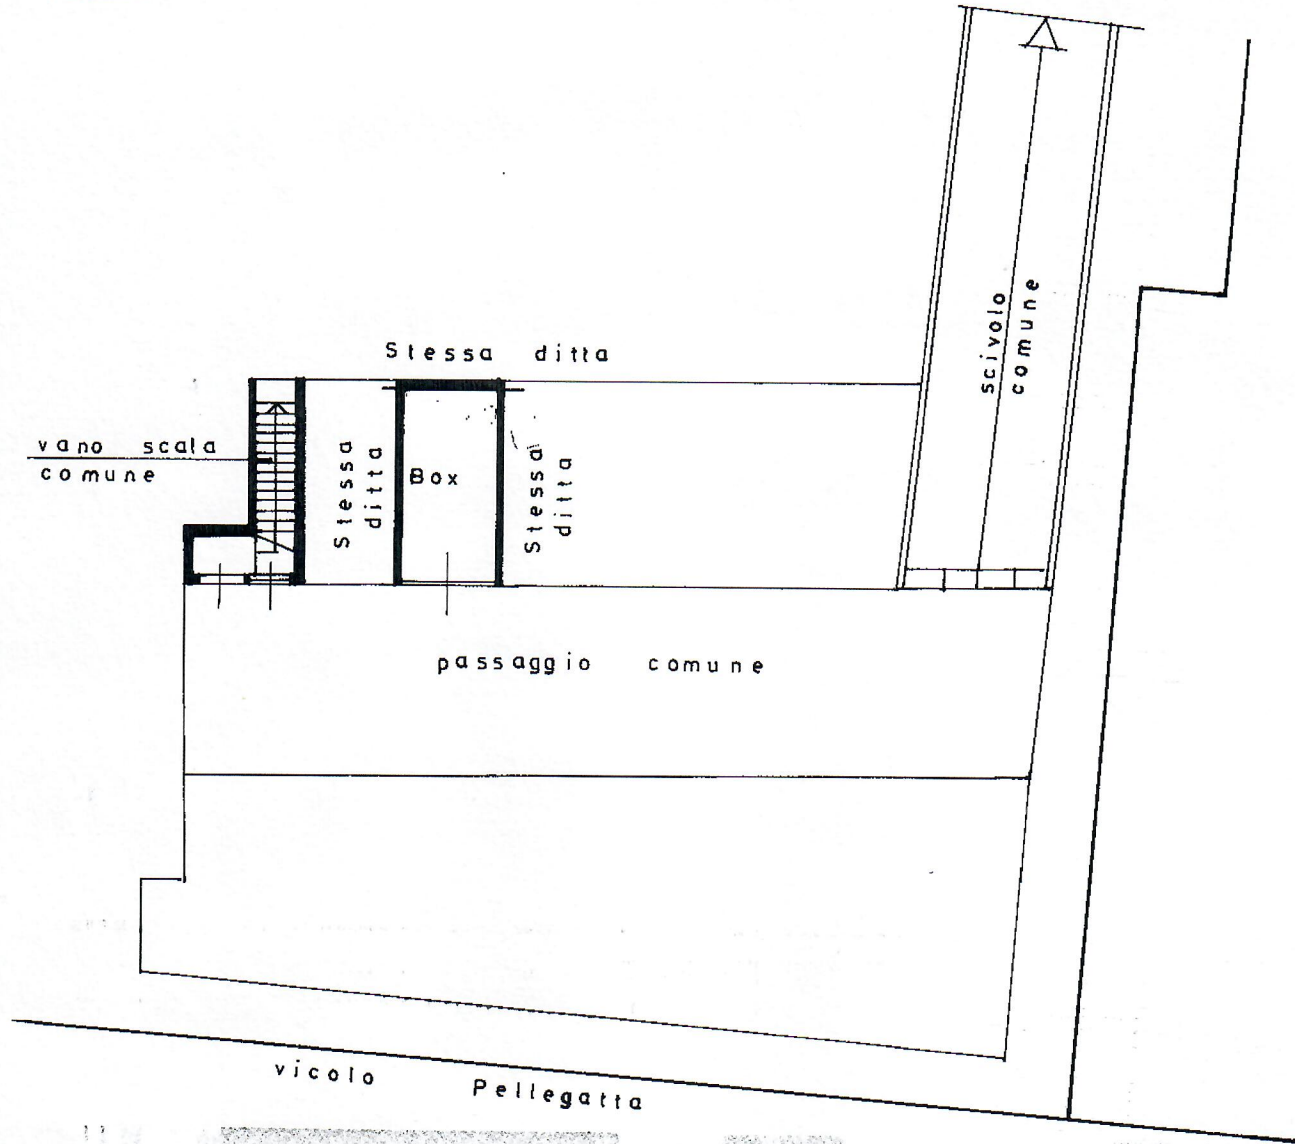 scivolo
comune
Stessa ditta
vano scala
comune
Stessa
ditta
Box
Stessa
ditta
passaggio comune
vicolo Pellegatta